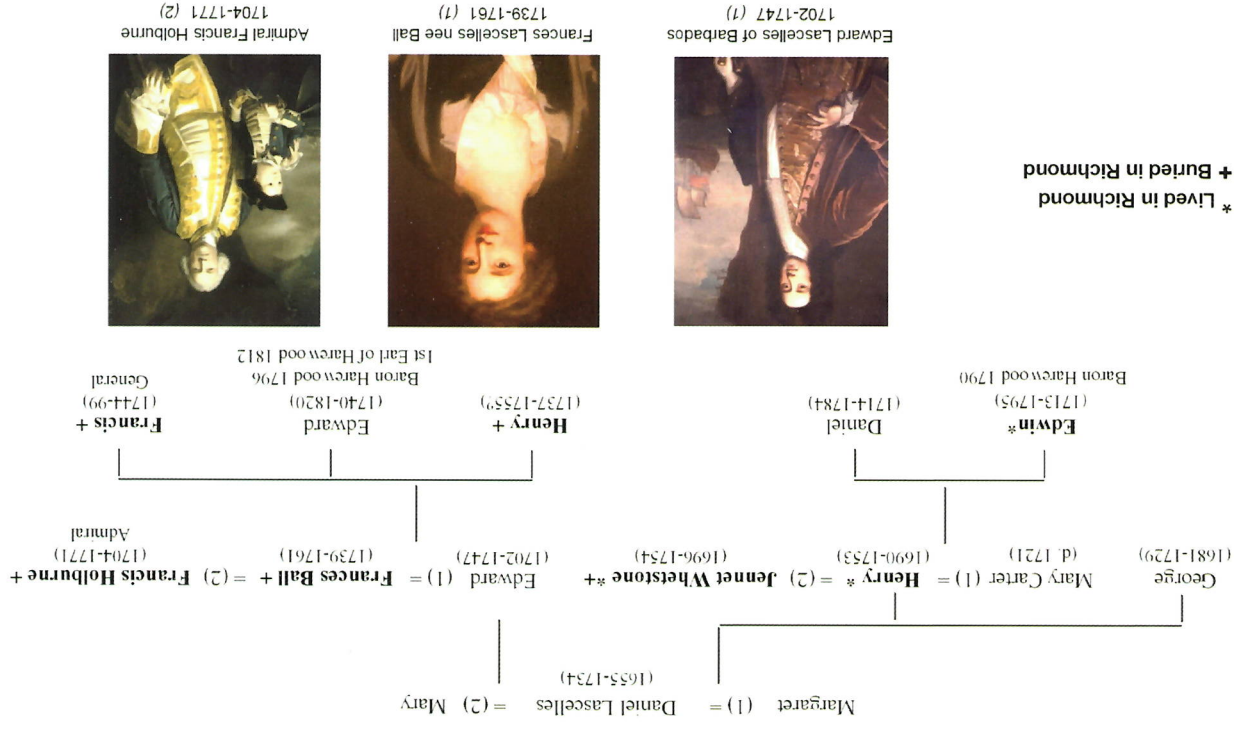 Margaret (1) = Daniel Lascelles = (2) Mary
(1655-1734)
George Mary Carter (1) = Henry * = (2) Jennet Whetstone *+ Edward (1) = Frances Ball + = (2) Francis Holburne +
(1681-1729) (d. 1721) (1690-1753) (1696-1754) (1702-1747) (1739-1761) (1704-1771)
Admiral
Edwin* Daniel Henry + Edward Francis +
(1713-1795) (1714-1784) (1737-1755?) (1740-1820) (1744-99)
Baron Harewood 1790 Baron Harewood 1796 General
1st Earl of Harewood 1812
* Lived in Richmond
+ Buried in Richmond
Edward Lascelles of Barbados
1702-1747 (1)
Frances Lascelles nee Ball
1739-1761 (1)
Admiral Francis Holburne
1704-1771 (2)